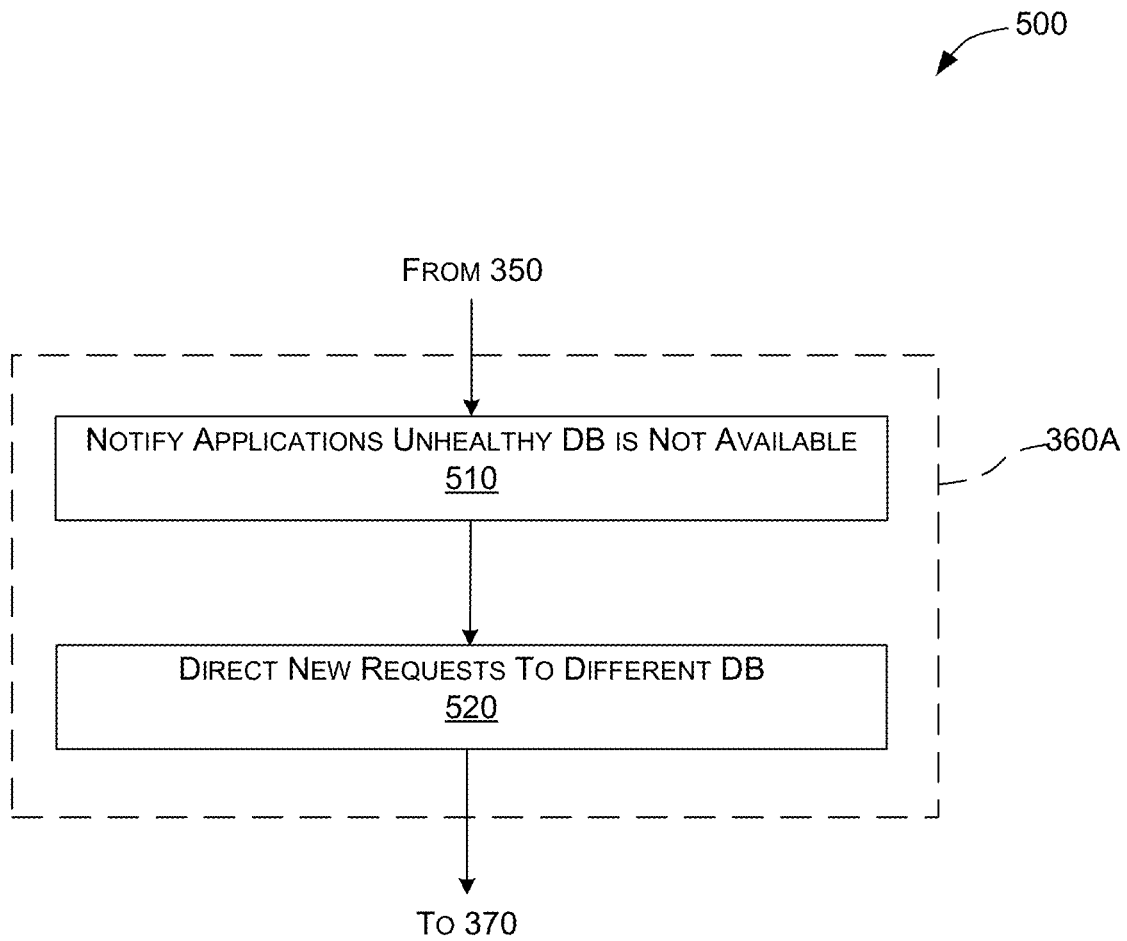 500
From 350
Notify Applications Unhealthy DB is Not Available
510
360A
Direct New Requests To Different DB
520
To 370